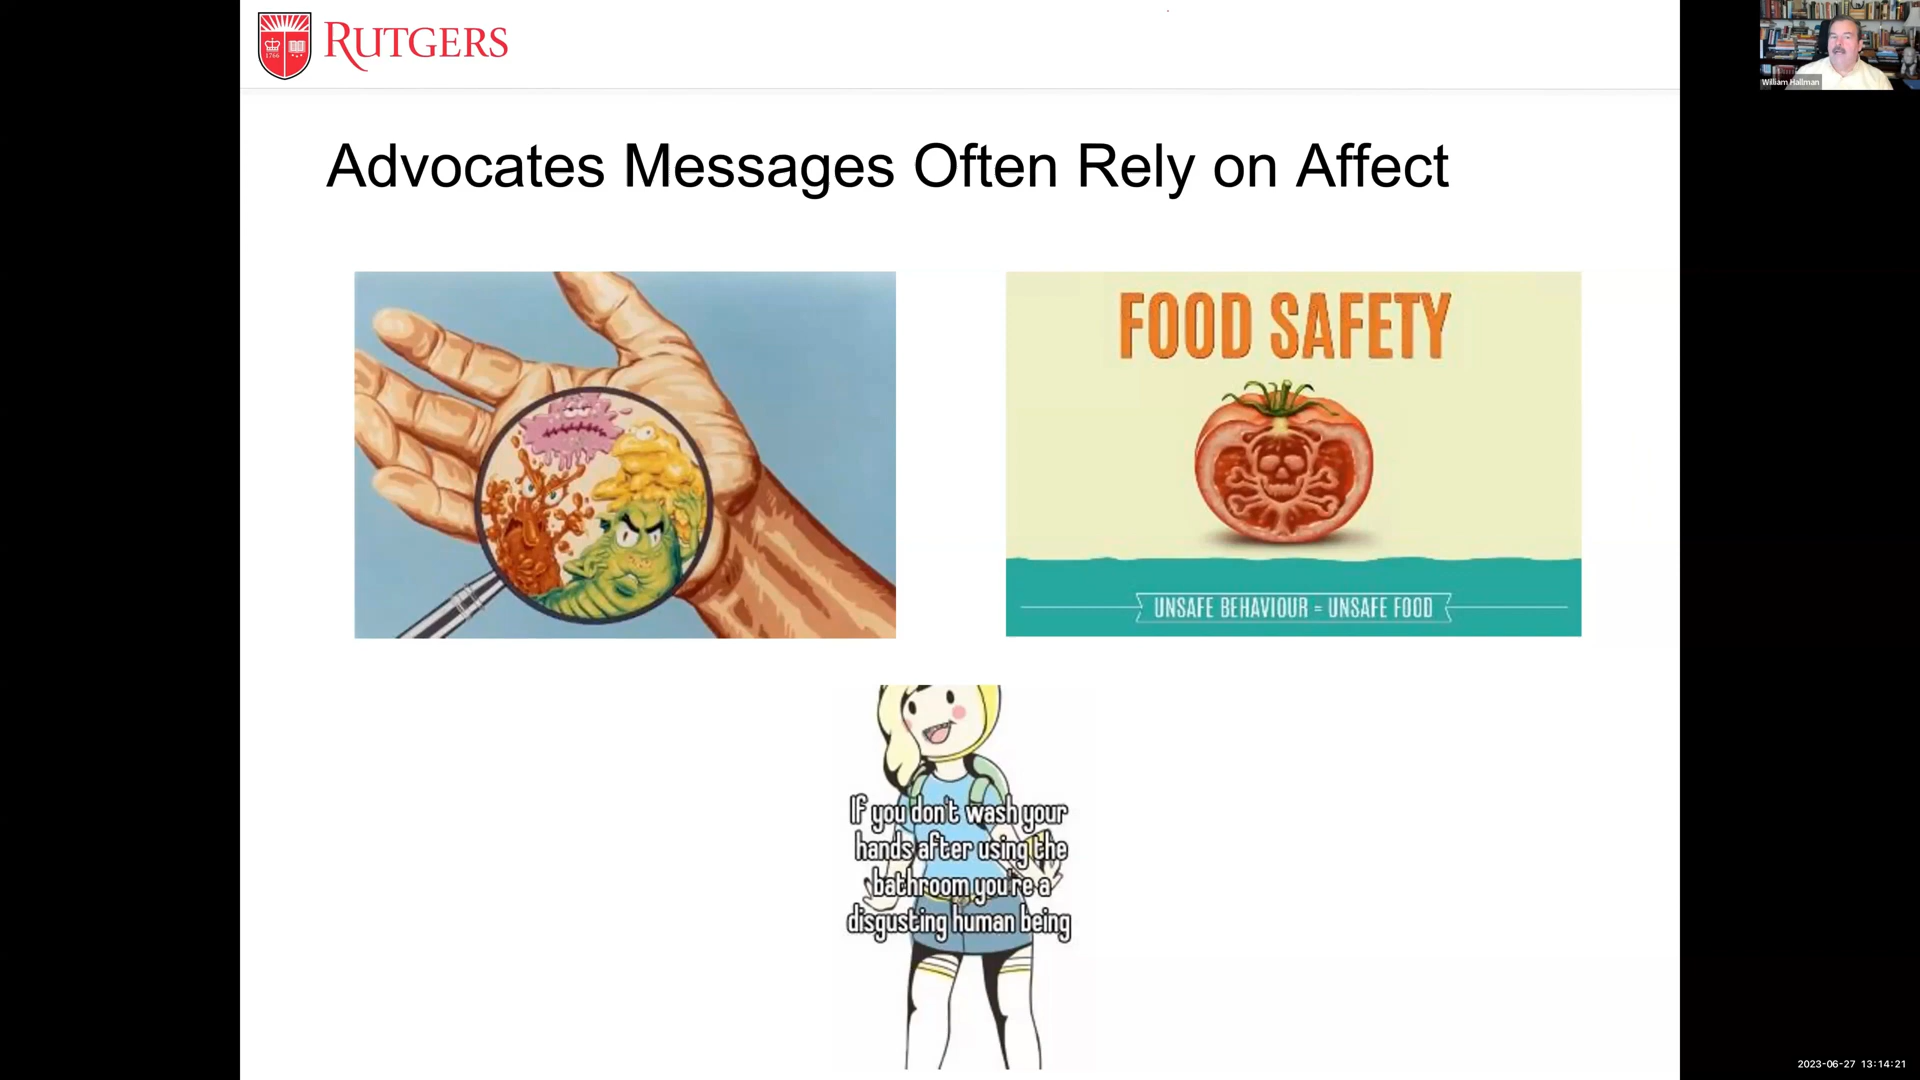 RUTGERS
1766
William Hallman
Advocates Messages Often Rely on Affect
FOOD SAFETY
UNSAFE BEHAVIOUR = UNSAFE FOOD
If you don't wash your
hands after using the
bathroom you're a
disgusting human being
2023-06-27 13:14:21